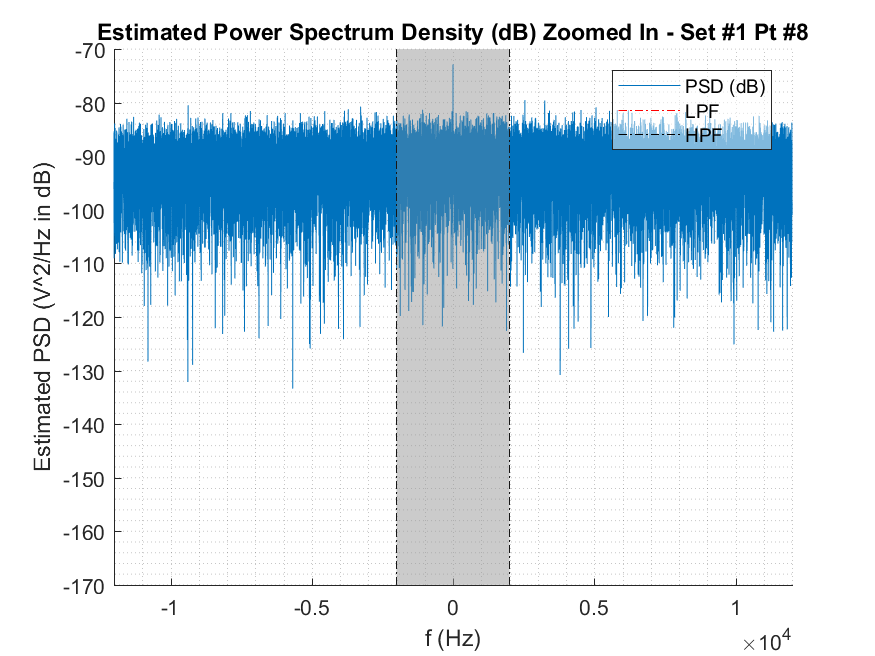 Estimated Power Spectrum Density (dB) Zoomed In - Set #1 Pt #8
-70
-80
-90
-100
-110
-120
-130
-140
-150
-160
-170
Estimated PSD (V^2/Hz in dB)
PSD (dB)
LPF
HPF
-1
-0.5
0
0.5
1
×10⁴
f (Hz)